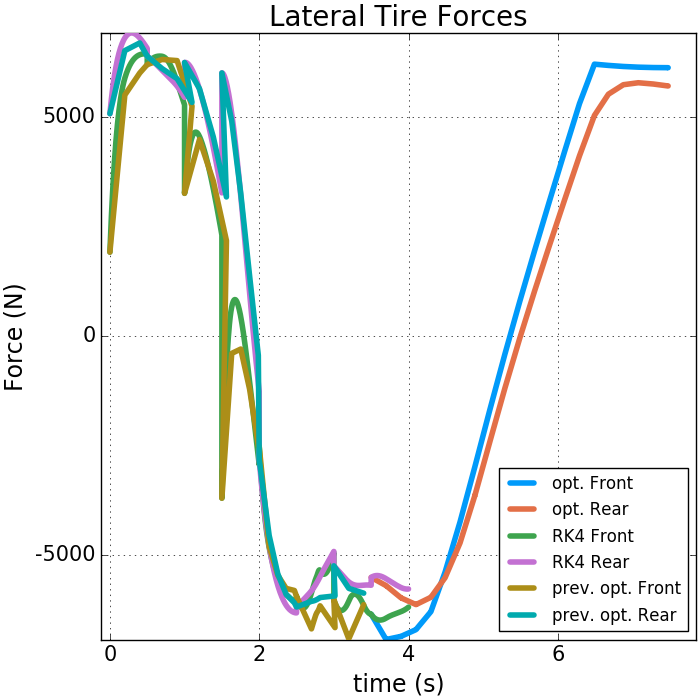 Lateral Tire Forces
5000
0
-5000
Force (N)
0 2 4 6
time (s)
opt. Front
opt. Rear
RK4 Front
RK4 Rear
prev. opt. Front
prev. opt. Rear